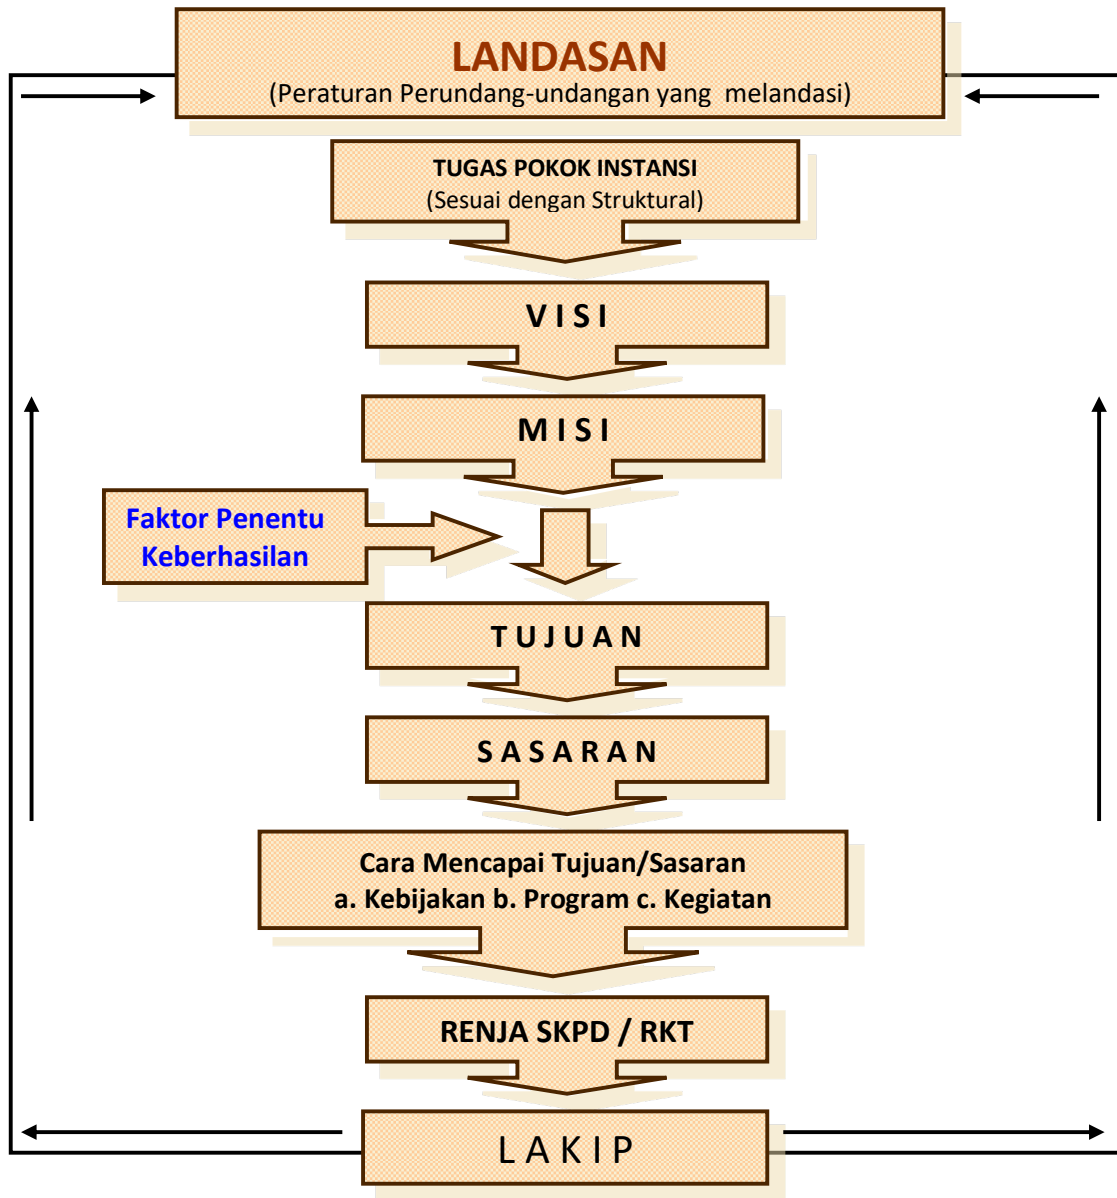 LANDASAN
(Peraturan Perundang-undangan yang melandasi)
TUGAS POKOK INSTANSI
(Sesuai dengan Struktural)
V I S I
M I S I
Faktor Penentu
Keberhasilan
T U J U A N
S A S A R A N
Cara Mencapai Tujuan/Sasaran
a. Kebijakan b. Program c. Kegiatan
RENJA SKPD / RKT
L A K I P